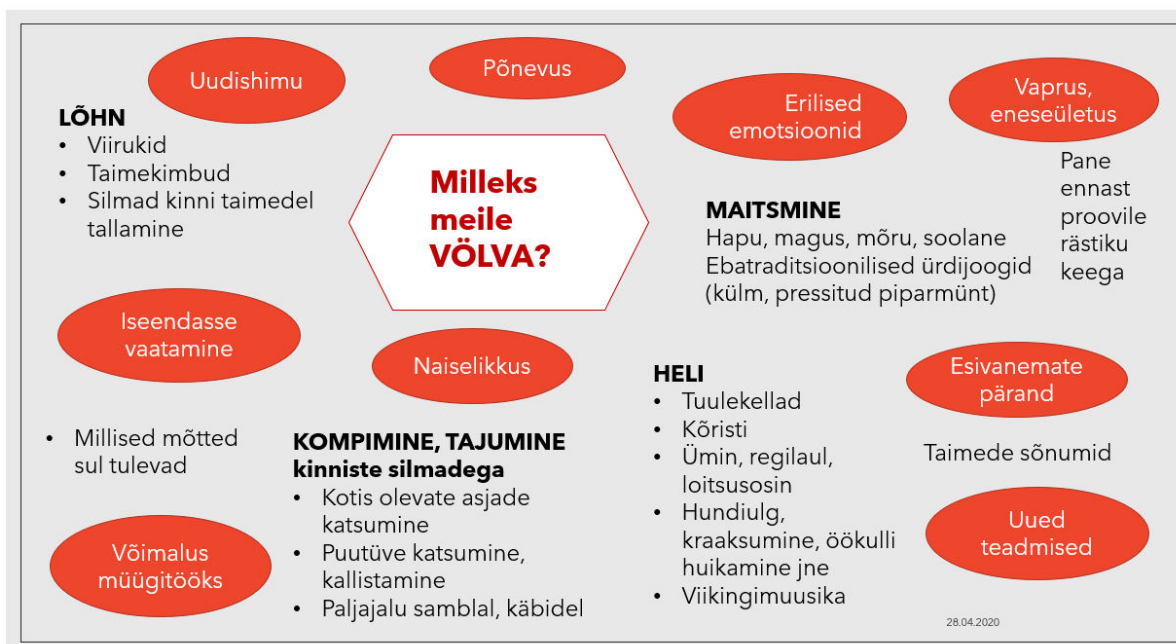 Uudishimu
Põnevus
Erilised
emotsioonid
Vaprus,
eneseületus
LÕHN
• Viirukid
• Taimekimbud
• Silmad kinni taimedel
tallamine
Milleks
meile
VÖLVA?
MAITSMINE
Hapu, magus, mõru, soolane
Ebatraditsioonilised ürdijoogid
(külm, pressitud piparmünt)
Pane
ennast
proovile
rästiku
keega
Iseendasse
vaatamine
Naiselikkus
Esivanemate
pärand
• Millised mõtted
sul tulevad
KOMPIMINE, TAJUMINE
kinniste silmadega
• Kotis olevate asjade
katsumine
• Puutüve katsumine,
kallistamine
• Paljajalu samblal, käbidel
HELI
• Tuulekellad
• Kõristi
• Ümin, regilaul,
loitsusosin
• Hundiulg,
kraaksumine, öökulli
huikamine jne
• Viikingimuusika
Taimede sõnumid
Võimalus
müügitööks
Uued
teadmised
28.04.2020